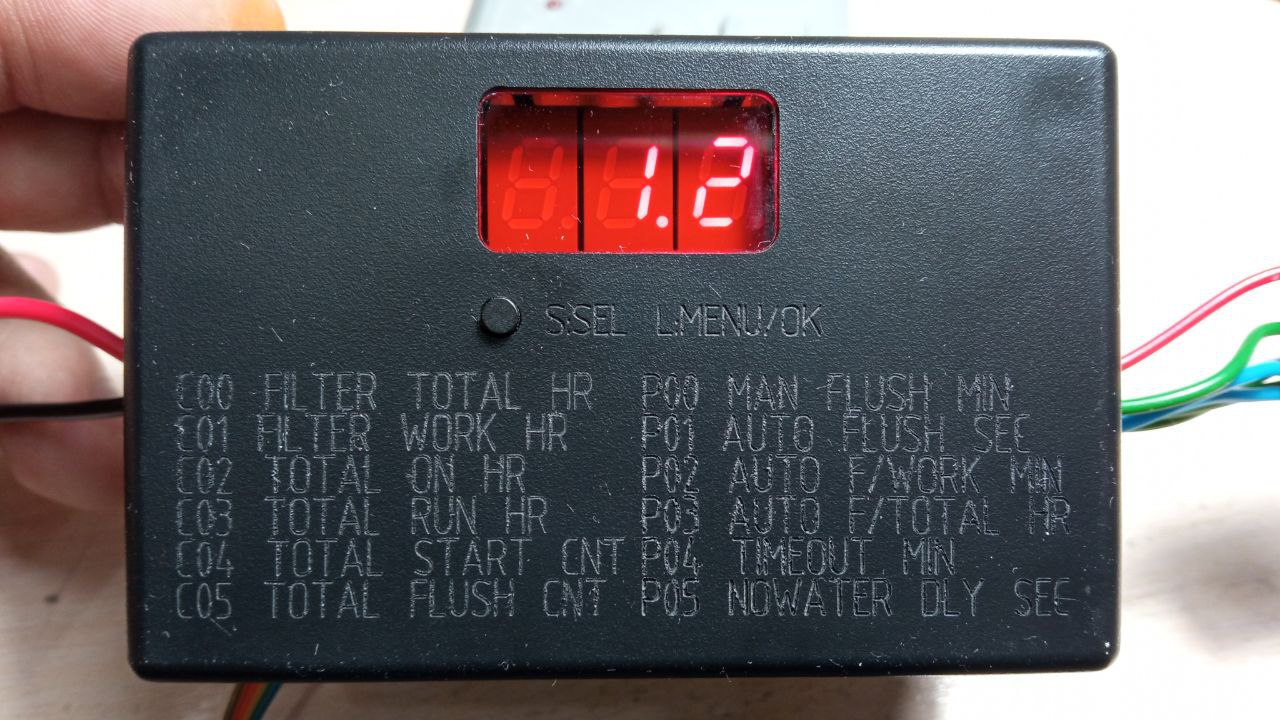 1.2
S:SEL L:MENU/OK
C00 FILTER TOTAL HR
C01 FILTER WORK HR
C02 TOTAL ON HR
C03 TOTAL RUN HR
C04 TOTAL START CNT
C05 TOTAL FLUSH CNT
P00 MAN FLUSH MIN
P01 AUTO FLUSH SEC
P02 AUTO F/WORK MIN
P03 AUTO F/TOTAL HR
P04 TIMEOUT MIN
P05 NOWATER DLY SEC